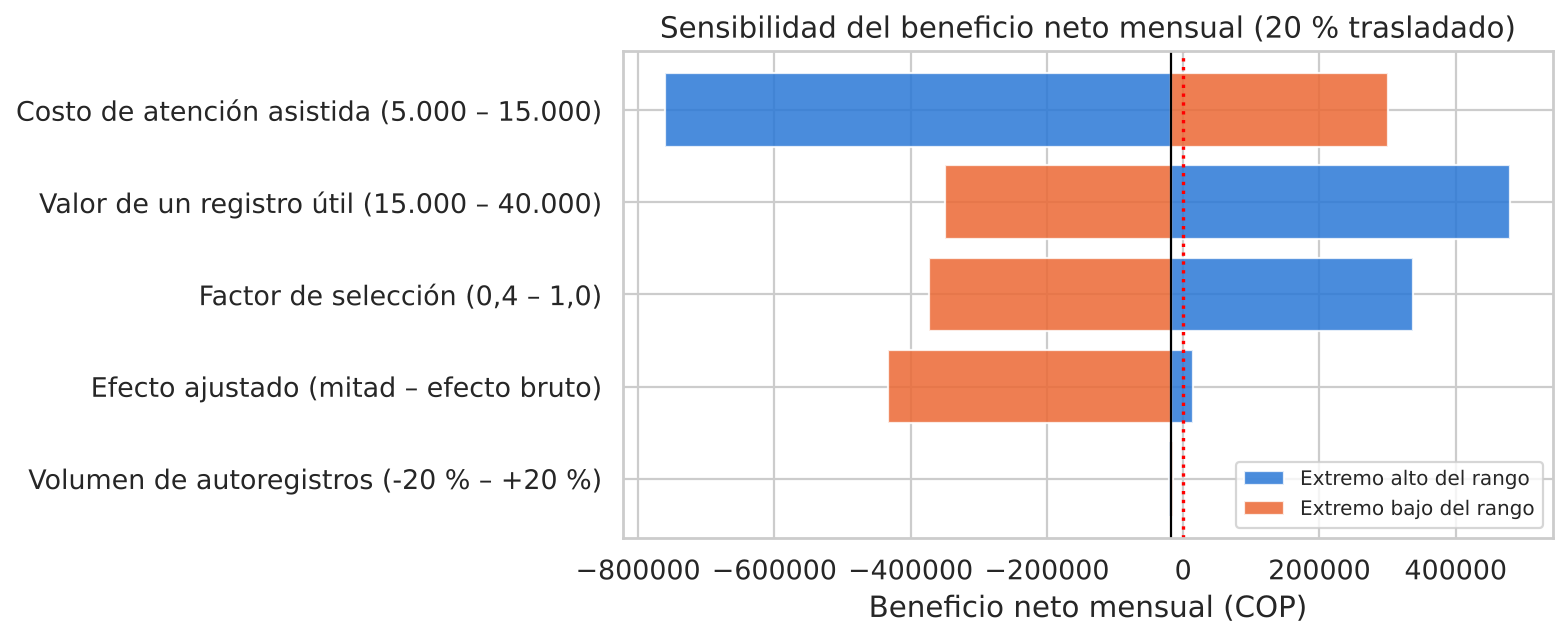 Sensibilidad del beneficio neto mensual (20 % trasladado)
Costo de atención asistida (5.000 – 15.000)
Valor de un registro útil (15.000 – 40.000)
Factor de selección (0,4 – 1,0)
Efecto ajustado (mitad – efecto bruto)
Volumen de autoregistros (-20 % – +20 %)
Extremo alto del rango
Extremo bajo del rango
−800000 −600000 −400000 −200000 0 200000 400000
Beneficio neto mensual (COP)